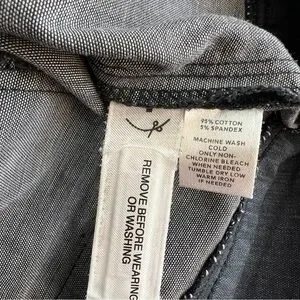 95% COTTON
5% SPANDEX
MACHINE WASH
COLD
ONLY NON-
CHLORINE BLEACH
WHEN NEEDED
TUMBLE DRY LOW
WARM IRON
IF NEEDED
REMOVE BEFORE WEARING
OR WASHING